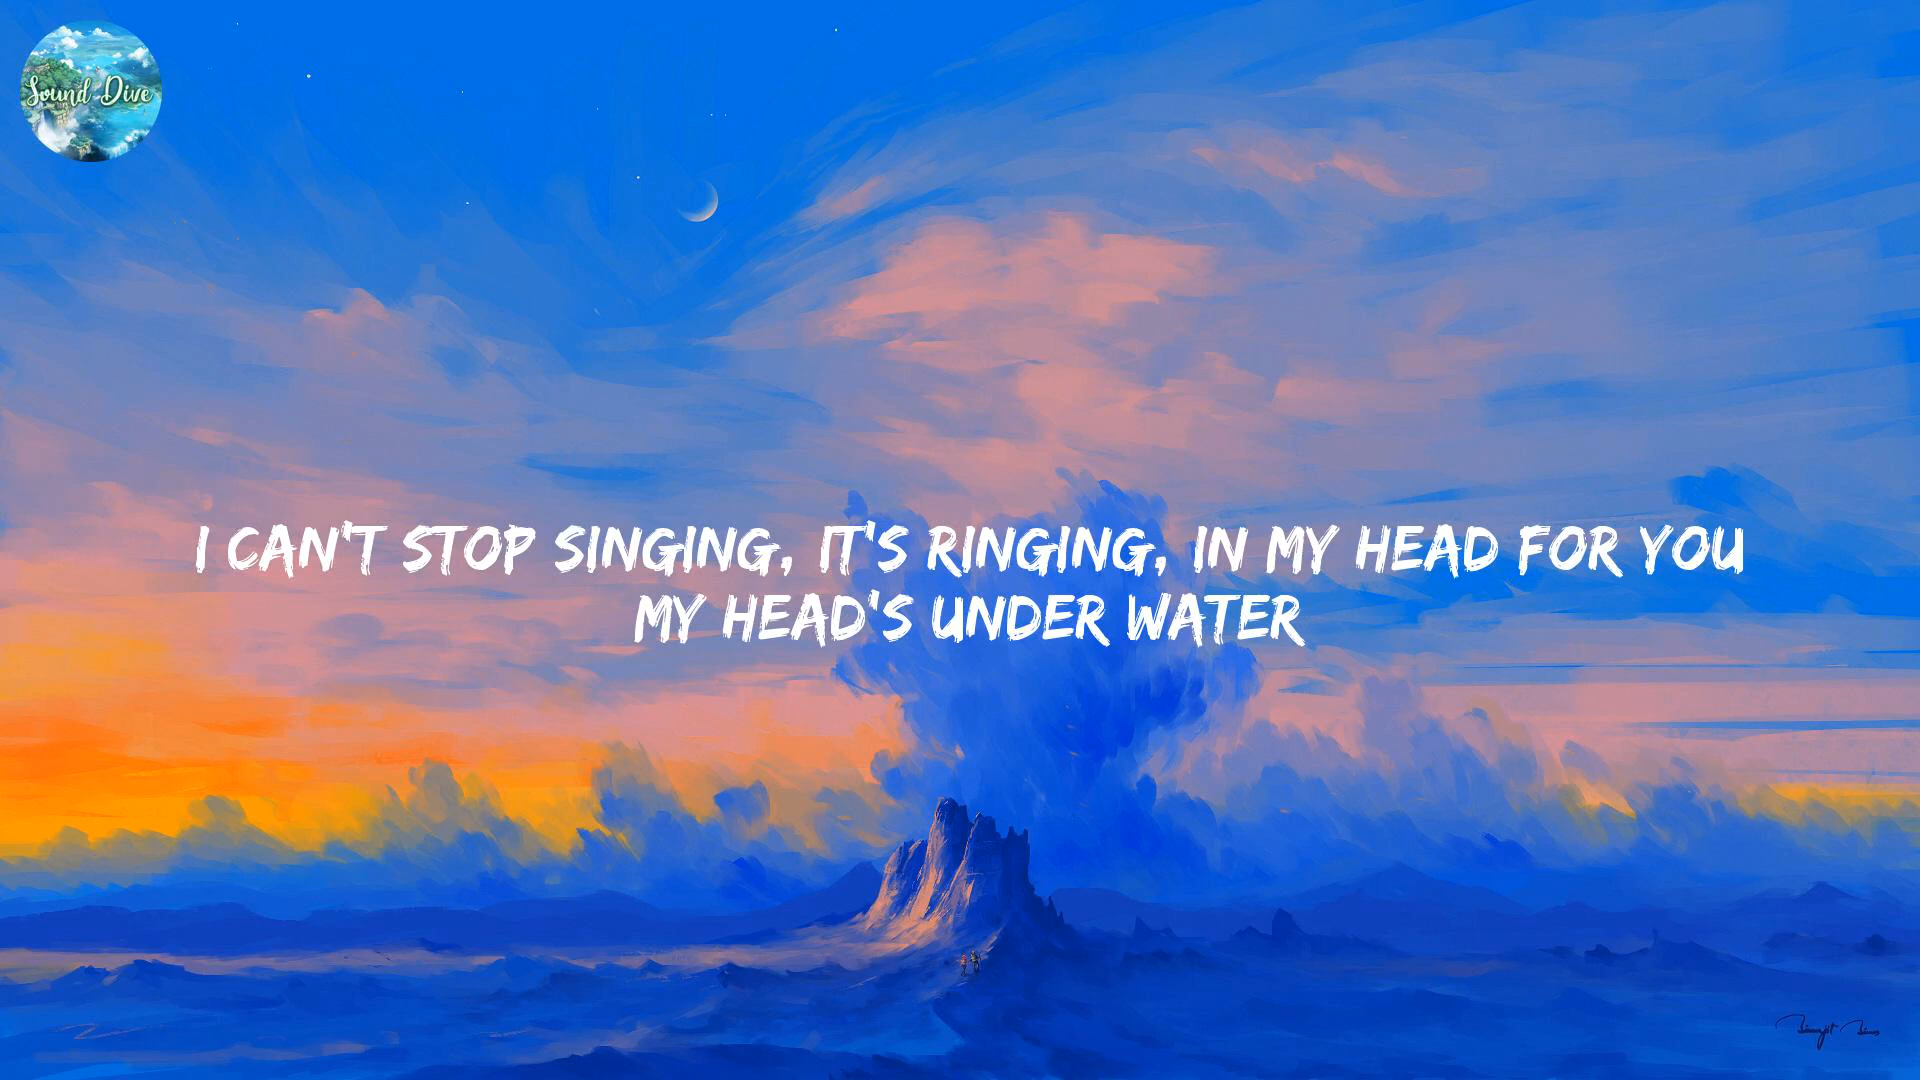 Sound Dive
I CAN'T STOP SINGING, IT'S RINGING, IN MY HEAD FOR YOU
MY HEAD'S UNDER WATER